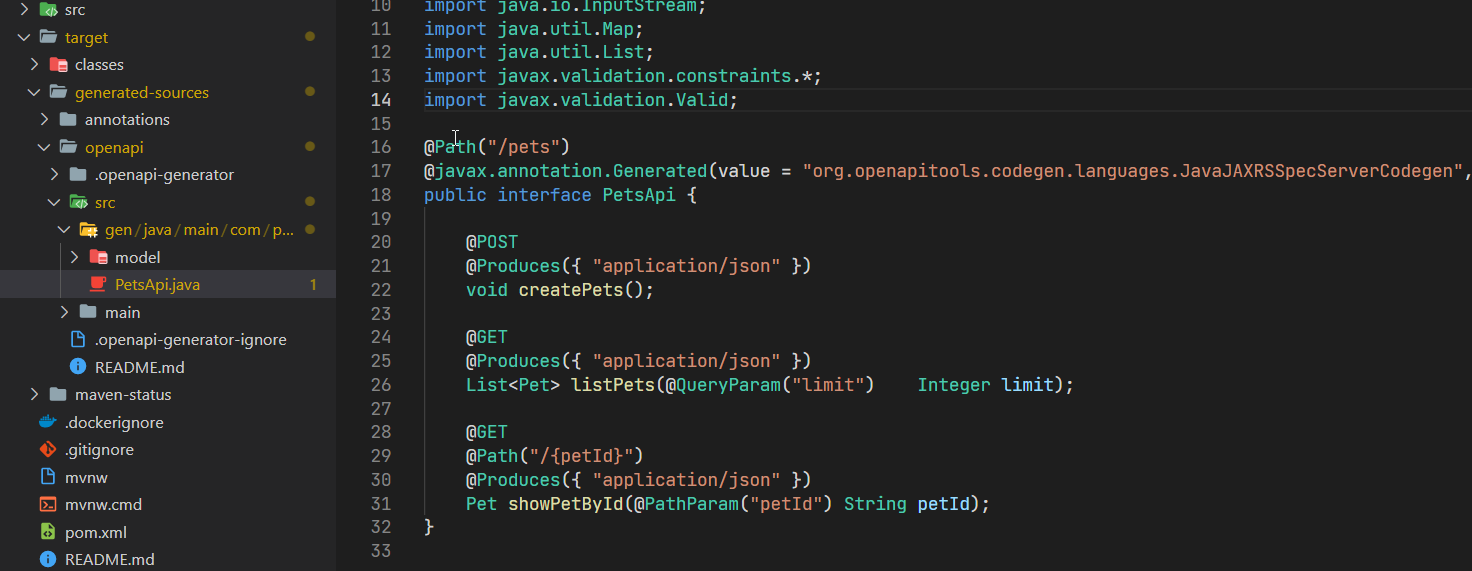 src
target
classes
generated-sources
annotations
openapi
.openapi-generator
src
gen/java/main/com/p...
model
PetsApi.java 1
main
.openapi-generator-ignore
README.md
maven-status
.dockerignore
.gitignore
mvnw
mvnw.cmd
pom.xml
README.md
10 import java.io.InputStream;
11 import java.util.Map;
12 import java.util.List;
13 import javax.validation.constraints.*;
14 import javax.validation.Valid;
15
16 @Path("/pets")
17 @javax.annotation.Generated(value = "org.openapitools.codegen.languages.JavaJAXRSSpecServerCodegen",
18 public interface PetsApi {
19
20 @POST
21 @Produces({ "application/json" })
22 void createPets();
23
24 @GET
25 @Produces({ "application/json" })
26 List<Pet> listPets(@QueryParam("limit")    Integer limit);
27
28 @GET
29 @Path("/{petId}")
30 @Produces({ "application/json" })
31 Pet showPetById(@PathParam("petId") String petId);
32 }
33